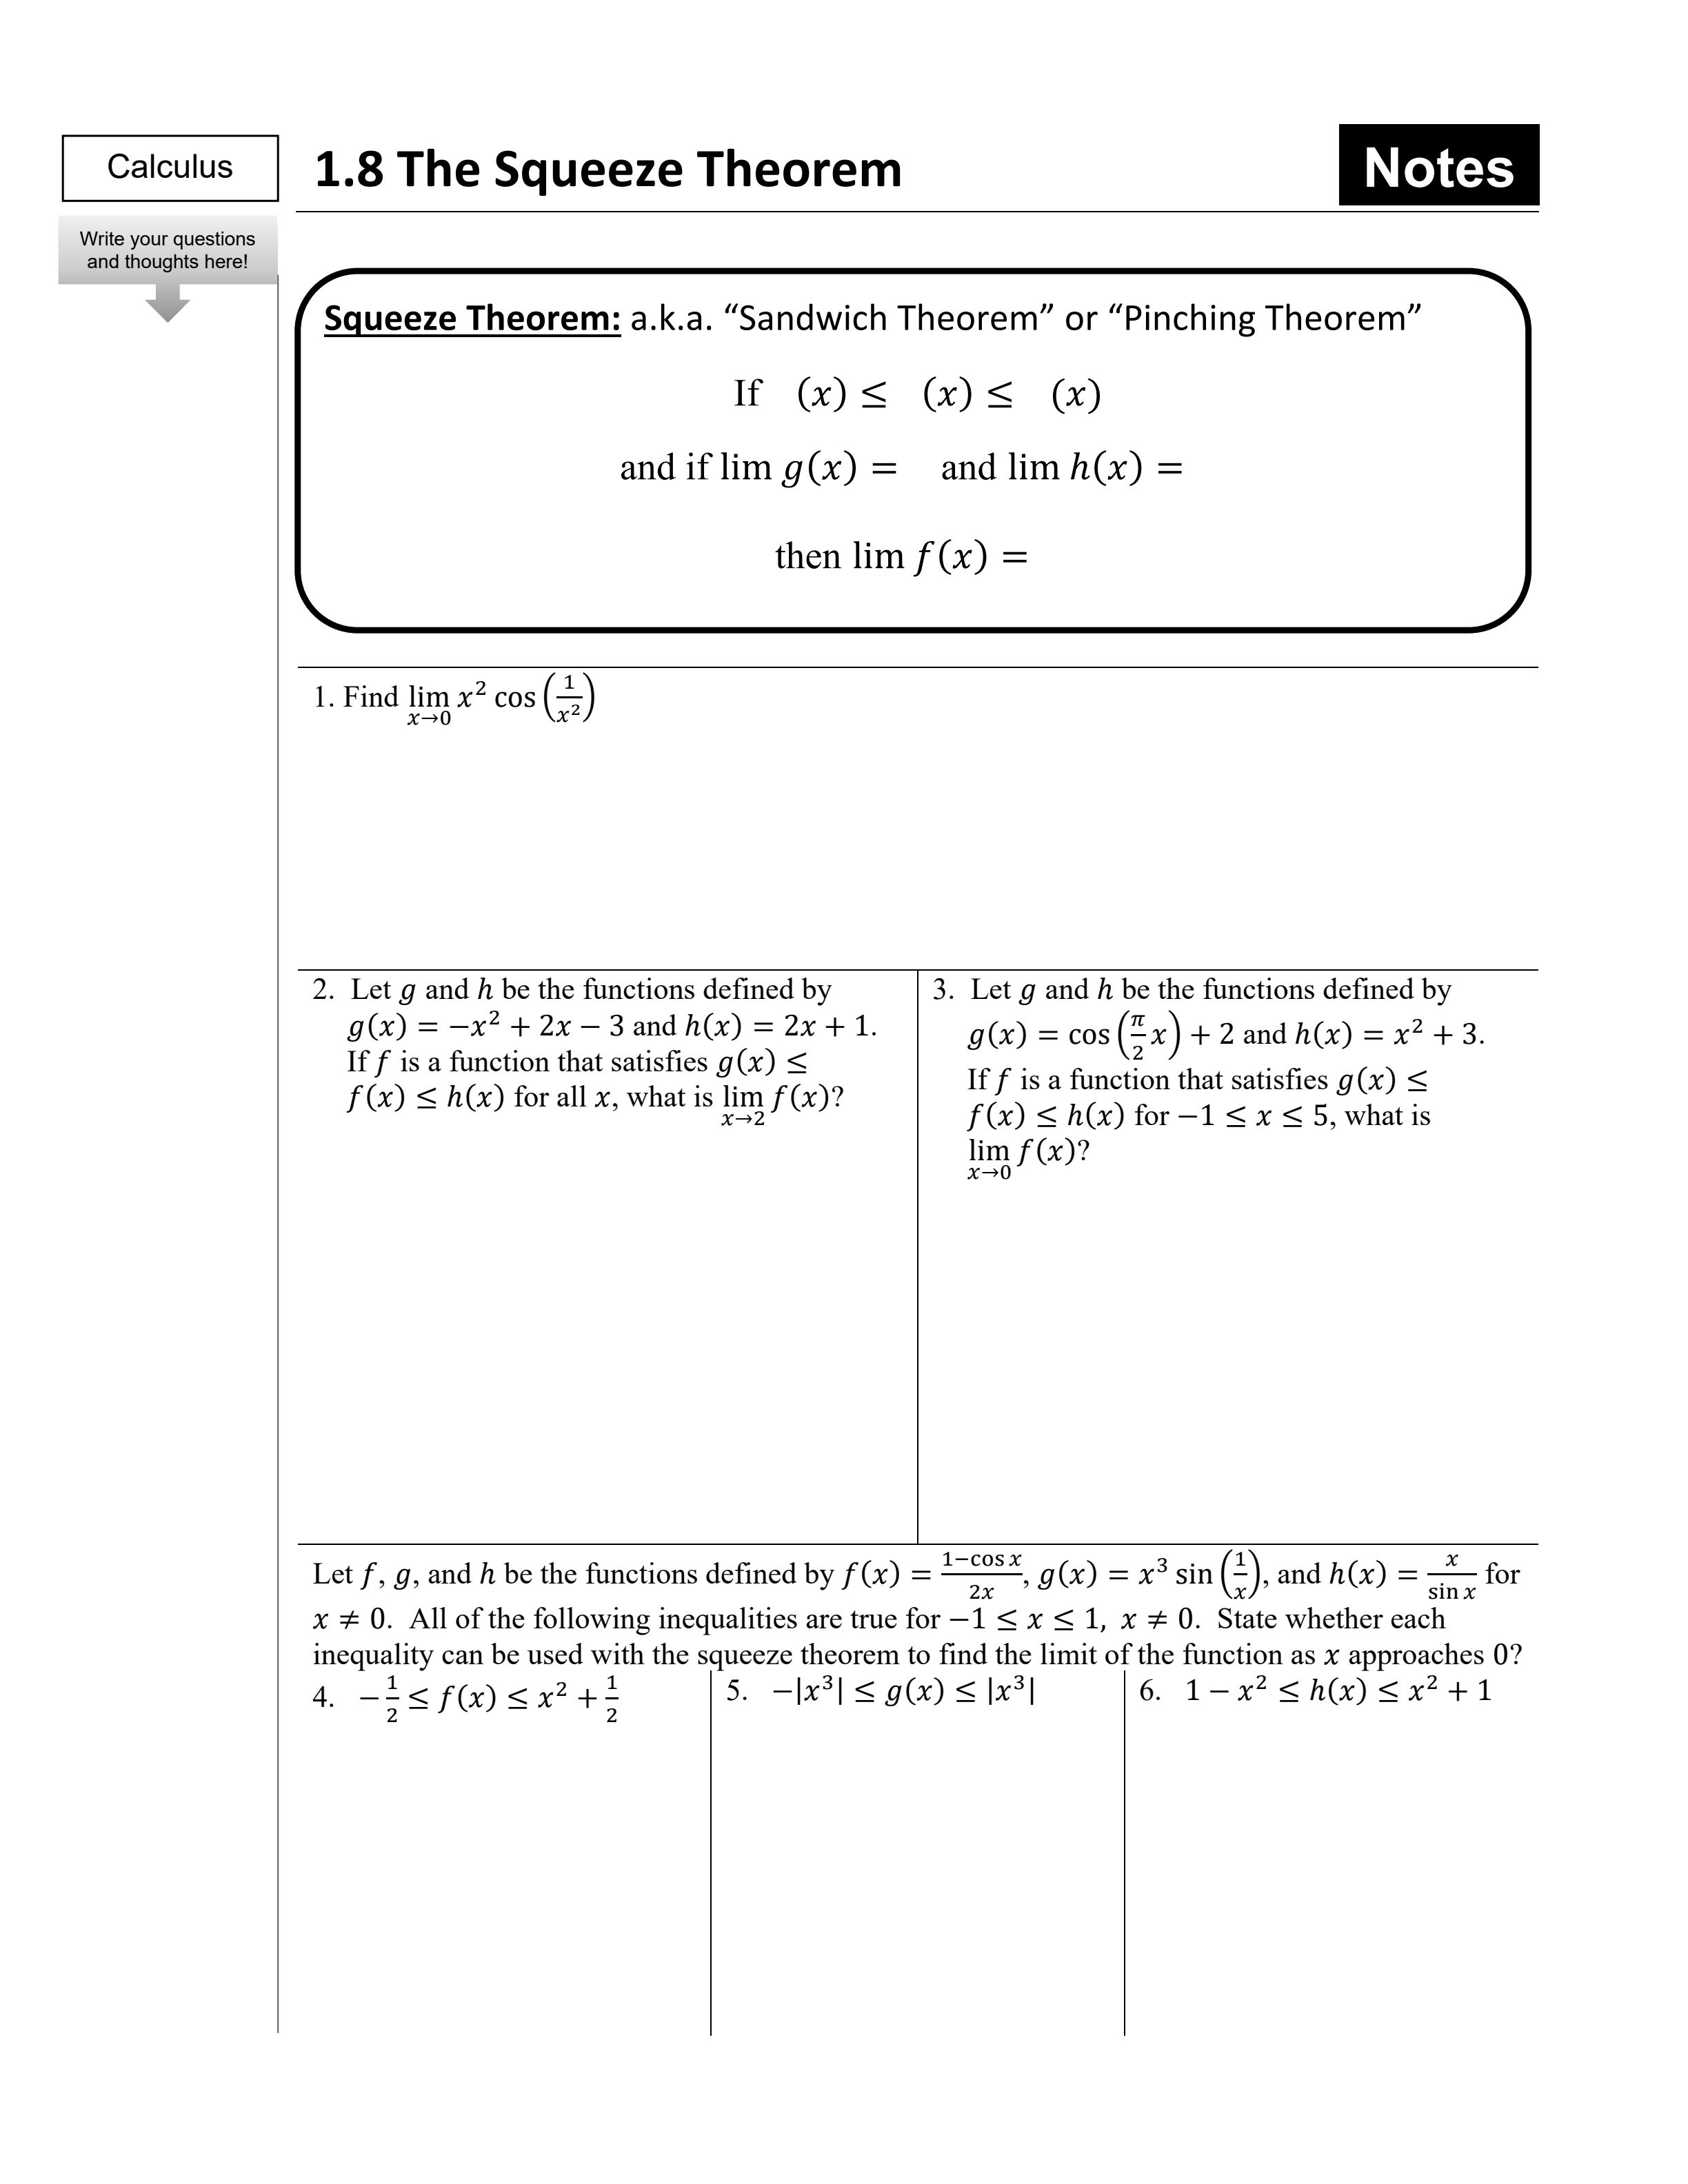 Calculus
1.8 The Squeeze Theorem
Notes
Write your questions
and thoughts here!
Squeeze Theorem: a.k.a. “Sandwich Theorem” or “Pinching Theorem”
If (x) ≤ (x) ≤ (x)
and if lim g(x) = and lim h(x) =
then lim f(x) =
1. Find lim x→0 x² cos(1/x²)
2. Let g and h be the functions defined by
g(x) = −x² + 2x − 3 and h(x) = 2x + 1.
If f is a function that satisfies g(x) ≤
f(x) ≤ h(x) for all x, what is lim x→2 f(x)?
3. Let g and h be the functions defined by
g(x) = cos(π/2 x) + 2 and h(x) = x² + 3.
If f is a function that satisfies g(x) ≤
f(x) ≤ h(x) for −1 ≤ x ≤ 5, what is
lim x→0 f(x)?
Let f, g, and h be the functions defined by f(x) = (1−cos x)/2x, g(x) = x³ sin(1/x), and h(x) = x/sin x for
x ≠ 0. All of the following inequalities are true for −1 ≤ x ≤ 1, x ≠ 0. State whether each
inequality can be used with the squeeze theorem to find the limit of the function as x approaches 0?
4. −1/2 ≤ f(x) ≤ x² + 1/2
5. −|x³| ≤ g(x) ≤ |x³|
6. 1 − x² ≤ h(x) ≤ x² + 1